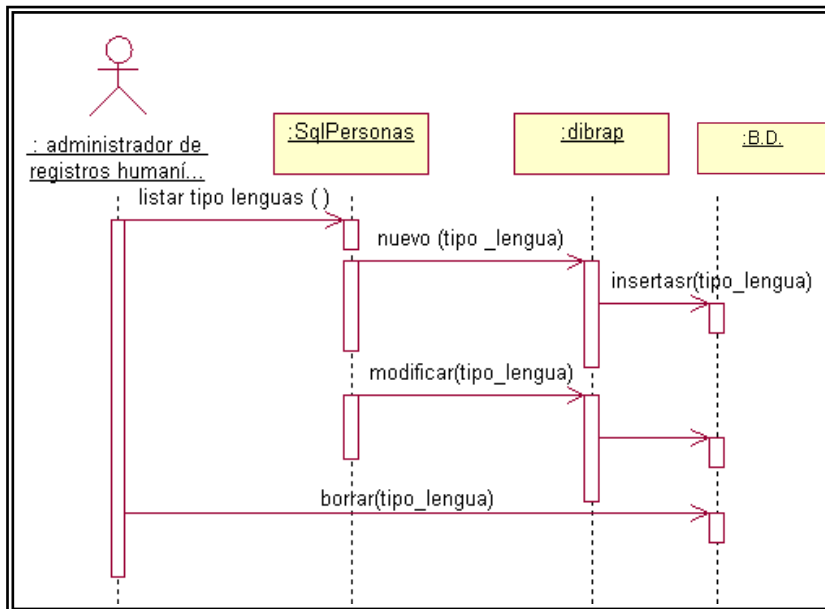 : administrador de
registros humaní...
:SqlPersonas
:dibrap
:B.D.
listar tipo lenguas ( )
nuevo (tipo _lengua)
insertasr(tipo_lengua)
modificar(tipo_lengua)
borrar(tipo_lengua)